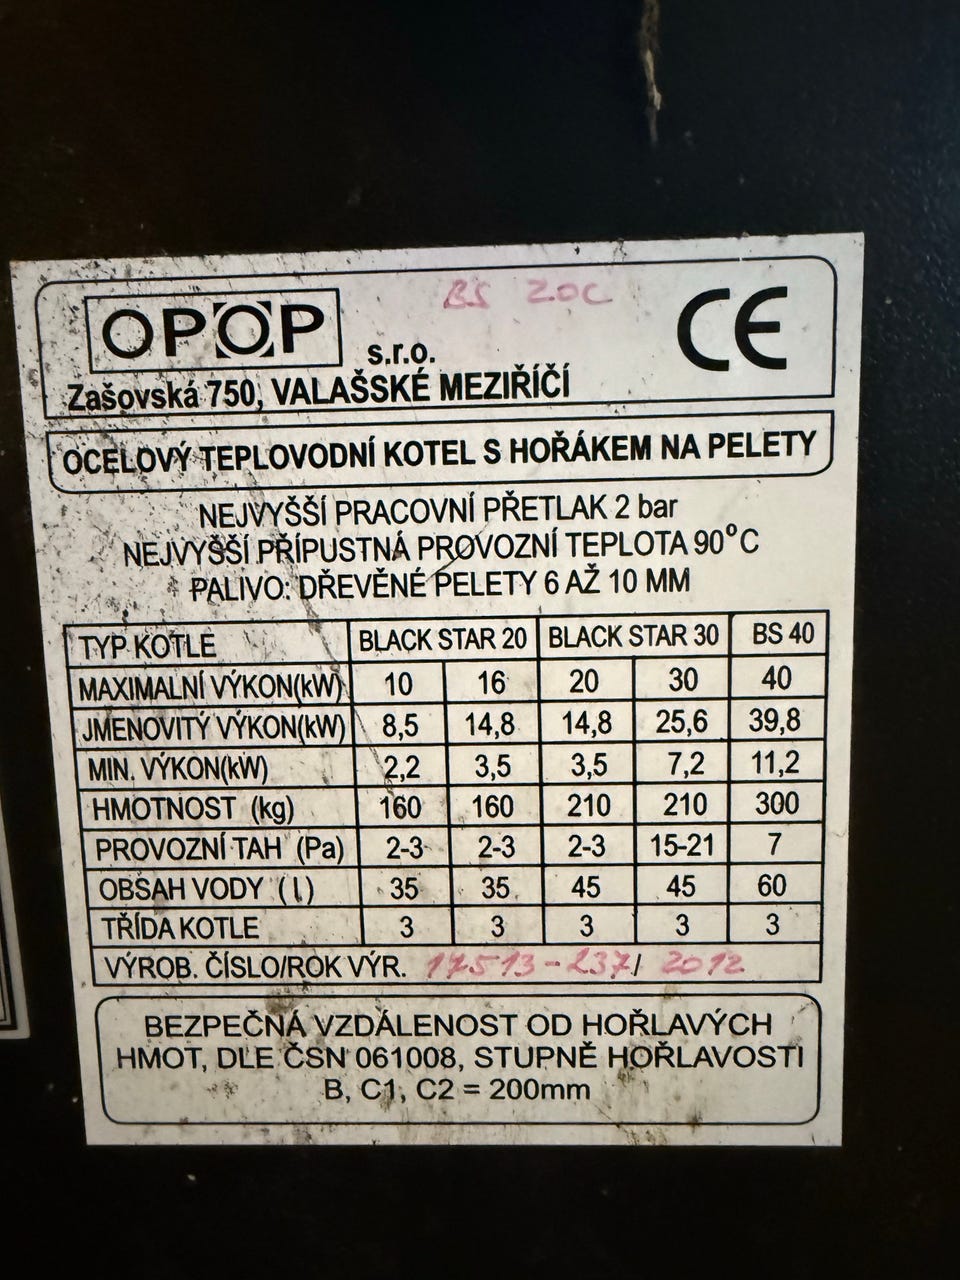 BS 20C
OPOP s.r.o.
CE
Zašovská 750, VALAŠSKÉ MEZIŘÍČÍ
OCELOVÝ TEPLOVODNÍ KOTEL S HOŘÁKEM NA PELETY
NEJVYŠŠÍ PRACOVNÍ PŘETLAK 2 bar
NEJVYŠŠÍ PŘÍPUSTNÁ PROVOZNÍ TEPLOTA 90°C
PALIVO: DŘEVĚNÉ PELETY 6 AŽ 10 MM
TYP KOTLE BLACK STAR 20 BLACK STAR 30 BS 40
MAXIMALNÍ VÝKON(kW) 10 16 20 30 40
JMENOVITÝ VÝKON(kW) 8,5 14,8 14,8 25,6 39,8
MIN. VÝKON(kW) 2,2 3,5 3,5 7,2 11,2
HMOTNOST (kg) 160 160 210 210 300
PROVOZNÍ TAH (Pa) 2-3 2-3 2-3 15-21 7
OBSAH VODY (l) 35 35 45 45 60
TŘÍDA KOTLE 3 3 3 3 3
VÝROB. ČÍSLO/ROK VÝR. 17513-237/ 2012
BEZPEČNÁ VZDÁLENOST OD HOŘLAVÝCH
HMOT, DLE ČSN 061008, STUPNĚ HOŘLAVOSTI
B, C1, C2 = 200mm